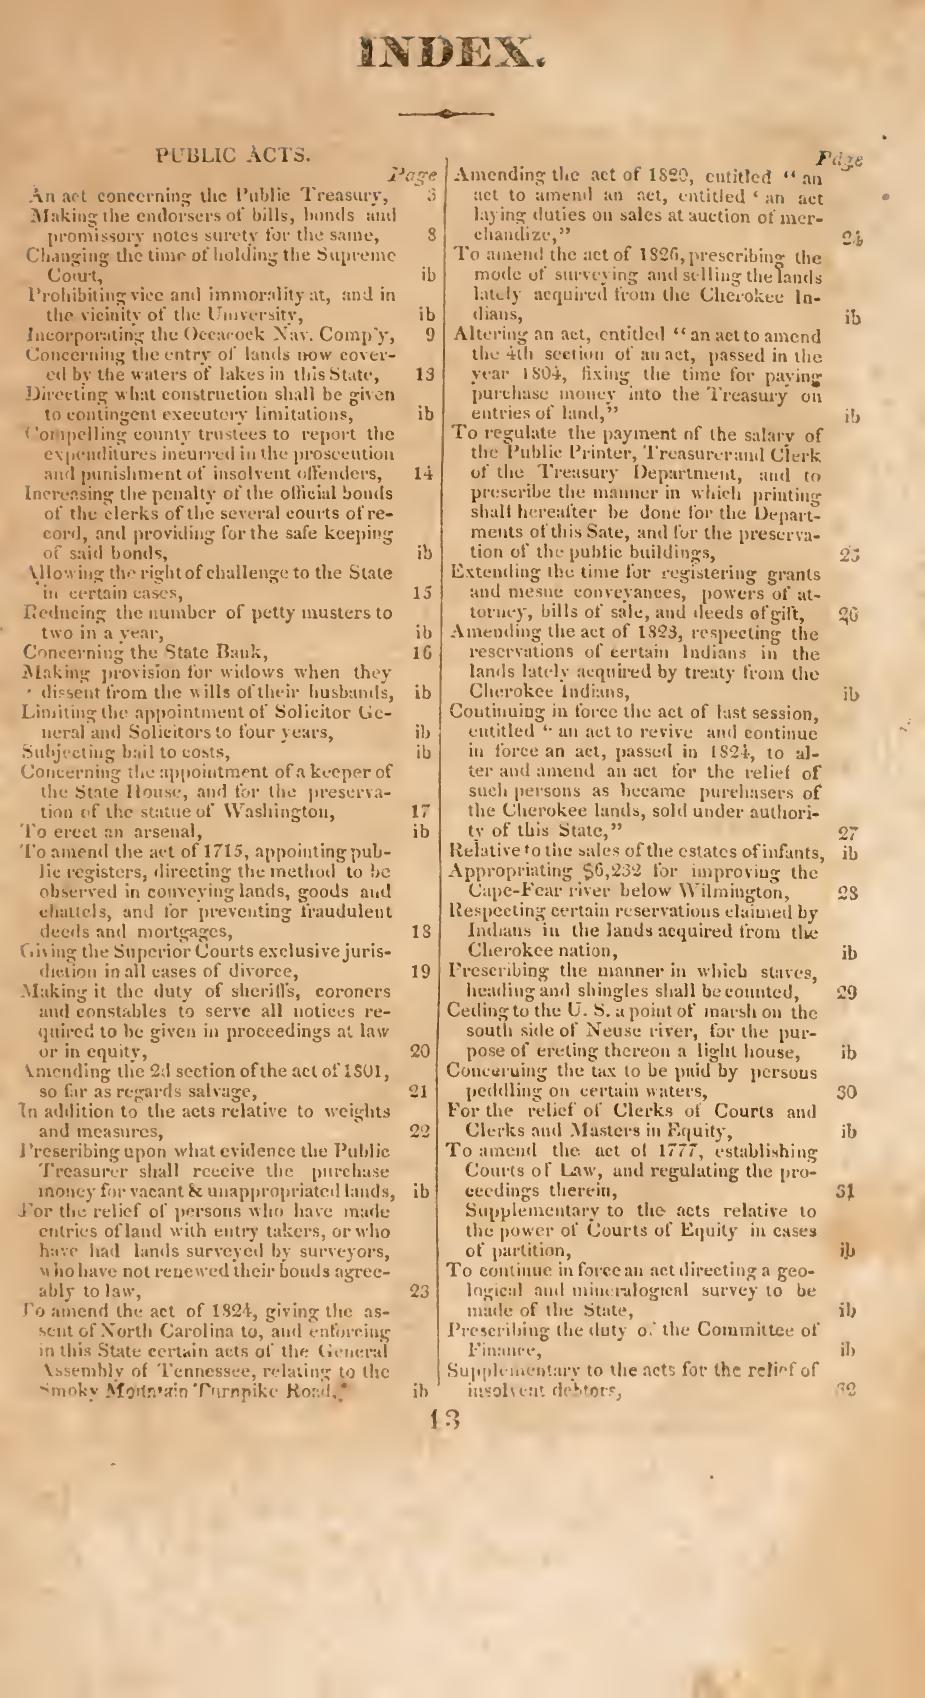 INDEX.
PUBLIC ACTS.
Page
An act concerning the Public Treasury, 3
Making the endorsers of bills, bonds and
promissory notes surety for the same, 8
Changing the time of holding the Supreme
Court, ib
Prohibiting vice and immorality at, and in
the vicinity of the University, ib
Incorporating the Occacock Nav. Comp'y, 9
Concerning the entry of lands now cover-
ed by the waters of lakes in this State, 13
Directing what construction shall be given
to contingent executory limitations, ib
Compelling county trustees to report the
expenditures incurred in the prosecution
and punishment of insolvent offenders, 14
Increasing the penalty of the official bonds
of the clerks of the several courts of re-
cord, and providing for the safe keeping
of said bonds, ib
Allowing the right of challenge to the State
in certain cases, 15
Reducing the number of petty musters to
two in a year, ib
Concerning the State Bank, 16
Making provision for widows when they
dissent from the wills of their husbands, ib
Limiting the appointment of Solicitor Ge-
neral and Solicitors to four years, ib
Subjecting bail to costs, ib
Concerning the appointment of a keeper of
the State House, and for the preserva-
tion of the statue of Washington, 17
To erect an arsenal, ib
To amend the act of 1715, appointing pub-
lic registers, directing the method to be
observed in conveying lands, goods and
chattels, and for preventing fraudulent
deeds and mortgages, 18
Giving the Superior Courts exclusive juris-
diction in all cases of divorce, 19
Making it the duty of sheriffs, coroners
and constables to serve all notices re-
quired to be given in proceedings at law
or in equity, 20
Amending the 2d section of the act of 1801,
so far as regards salvage, 21
In addition to the acts relative to weights
and measures, 22
Prescribing upon what evidence the Public
Treasurer shall receive the purchase
money for vacant & unappropriated lands, ib
For the relief of persons who have made
entries of land with entry takers, or who
have had lands surveyed by surveyors,
who have not renewed their bonds agree-
ably to law, 23
To amend the act of 1824, giving the as-
sent of North Carolina to, and enforcing
in this State certain acts of the General
Assembly of Tennessee, relating to the
Smoky Mountain Turnpike Road, ib
Page
Amending the act of 1820, entitled “ an
act to amend an act, entitled ‘ an act
laying duties on sales at auction of mer-
chandize,” 24
To amend the act of 1826, prescribing the
mode of surveying and selling the lands
lately acquired from the Cherokee In-
dians, ib
Altering an act, entitled “ an act to amend
the 4th section of an act, passed in the
year 1804, fixing the time for paying
purchase money into the Treasury on
entries of land,” ib
To regulate the payment of the salary of
the Public Printer, Treasurer and Clerk
of the Treasury Department, and to
prescribe the manner in which printing
shall hereafter be done for the Depart-
ments of this Sate, and for the preserva-
tion of the public buildings, 25
Extending the time for registering grants
and mesne conveyances, powers of at-
torney, bills of sale, and deeds of gift, 26
Amending the act of 1823, respecting the
reservations of certain Indians in the
lands lately acquired by treaty from the
Cherokee Indians, ib
Continuing in force the act of last session,
entitled “ an act to revive and continue
in force an act, passed in 1824, to al-
ter and amend an act for the relief of
such persons as became purchasers of
the Cherokee lands, sold under authori-
ty of this State,” 27
Relative to the sales of the estates of infants, ib
Appropriating $6,232 for improving the
Cape-Fear river below Wilmington, 28
Respecting certain reservations claimed by
Indians in the lands acquired from the
Cherokee nation, ib
Prescribing the manner in which staves,
heading and shingles shall be counted, 29
Ceding to the U. S. a point of marsh on the
south side of Neuse river, for the pur-
pose of ereting thereon a light house, ib
Concerning the tax to be paid by persons
peddling on certain waters, 30
For the relief of Clerks of Courts and
Clerks and Masters in Equity, ib
To amend the act of 1777, establishing
Courts of Law, and regulating the pro-
ceedings therein, 31
Supplementary to the acts relative to
the power of Courts of Equity in cases
of partition, ib
To continue in force an act directing a geo-
logical and mineralogical survey to be
made of the State, ib
Prescribing the duty of the Committee of
Finance, ib
Supplementary to the acts for the relief of
insolvent debtors, 32
13